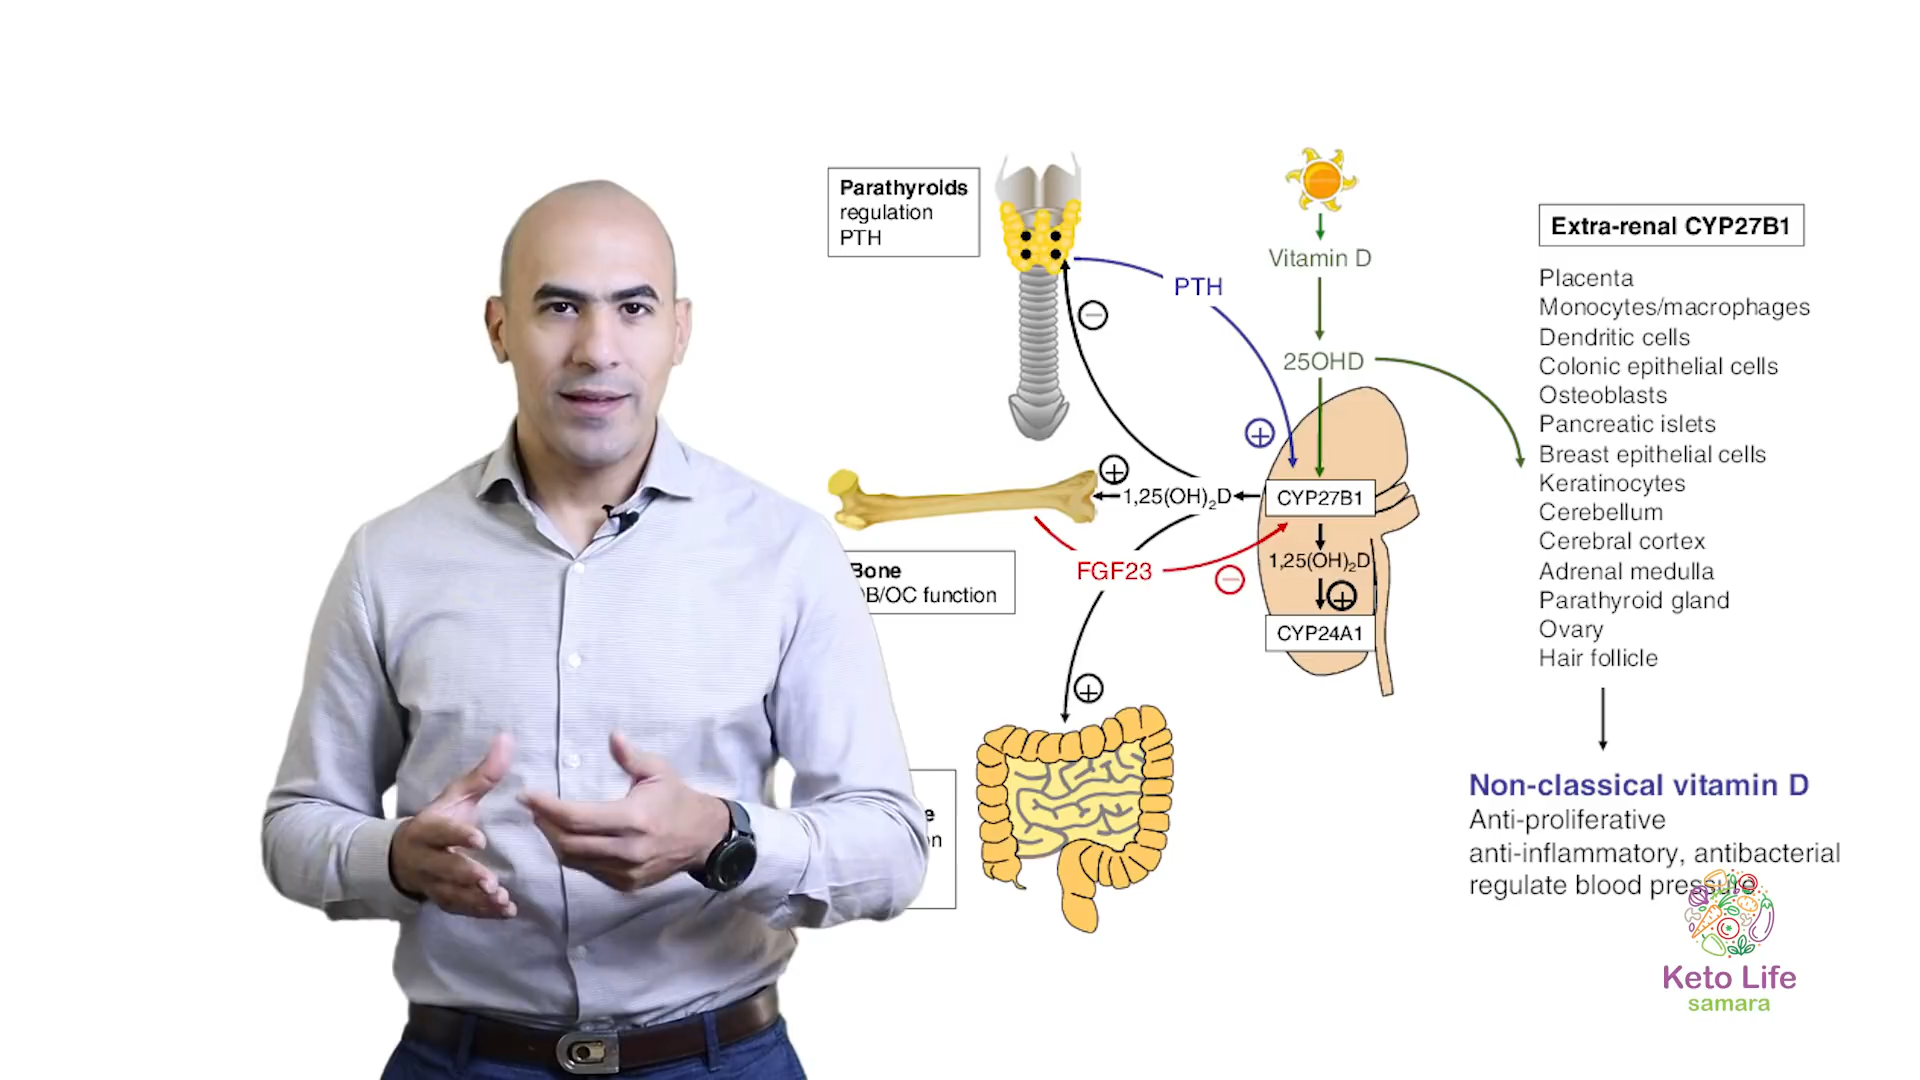 Parathyroids
regulation
PTH
PTH
Vitamin D
25OHD
CYP27B1
1,25(OH)₂D
1,25(OH)₂D
CYP24A1
FGF23
Bone
OB/OC function
Extra-renal CYP27B1
Placenta
Monocytes/macrophages
Dendritic cells
Colonic epithelial cells
Osteoblasts
Pancreatic islets
Breast epithelial cells
Keratinocytes
Cerebellum
Cerebral cortex
Adrenal medulla
Parathyroid gland
Ovary
Hair follicle
Non-classical vitamin D
Anti-proliferative
anti-inflammatory, antibacterial
regulate blood pressure
Keto Life
samara